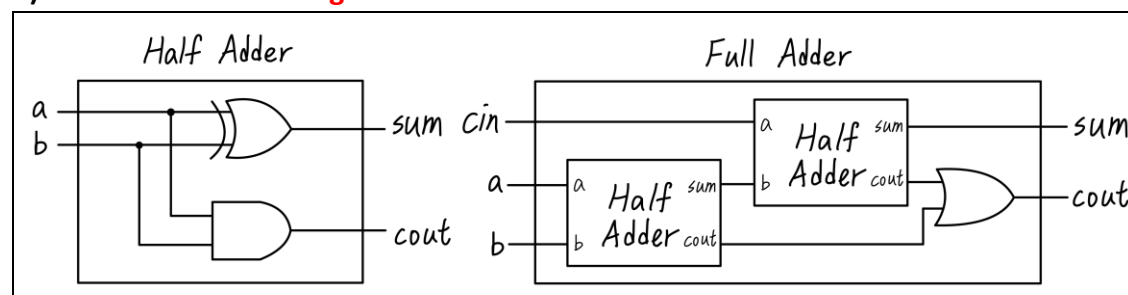 Half Adder
a
b
sum
cout
Full Adder
cin
a
b
a
b
Half
Adder
sum
cout
a
b
Half
Adder
sum
cout
sum
cout